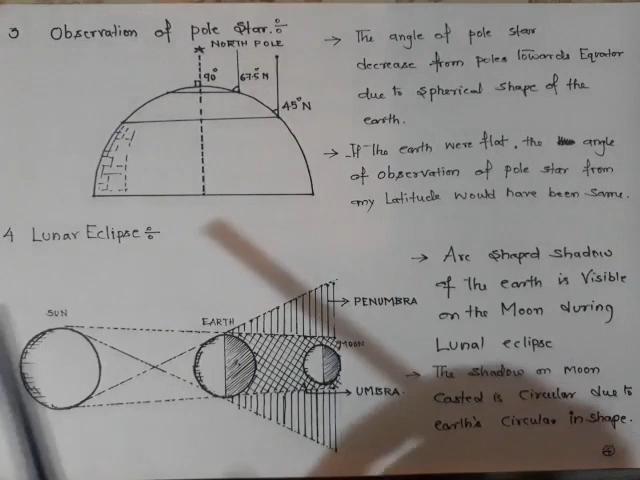 3 Observation of pole Star:
NORTH POLE
90°
67.5°N
45°N
→ The angle of pole star
decrease from poles Towards Equator
due to Spherical Shape of the
earth.
→ If the earth were flat, the angle
of observation of pole star from
any Latitude would have been Same.
4 Lunar Eclipse:
SUN
EARTH
MOON
→ PENUMBRA
→ UMBRA
→ Arc Shaped Shadow
of The earth is Visible
on the Moon during
Lunal eclipse
→ The shadow on Moon
Casted is Circular due to
earth's Circular in shape.
4